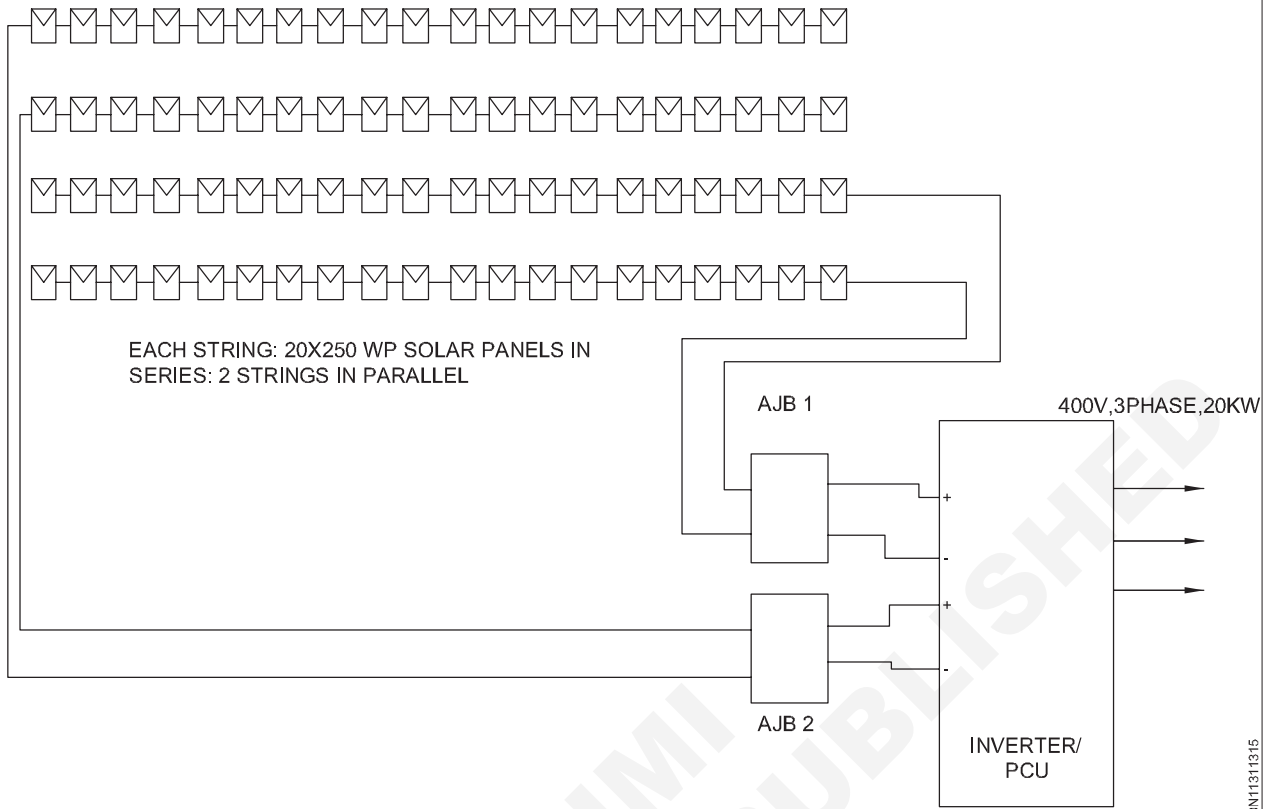 EACH STRING: 20X250 WP SOLAR PANELS IN
SERIES: 2 STRINGS IN PARALLEL
AJB 1
400V,3PHASE,20KW
+
-
+
-
AJB 2
INVERTER/
PCU
PUBLISHED